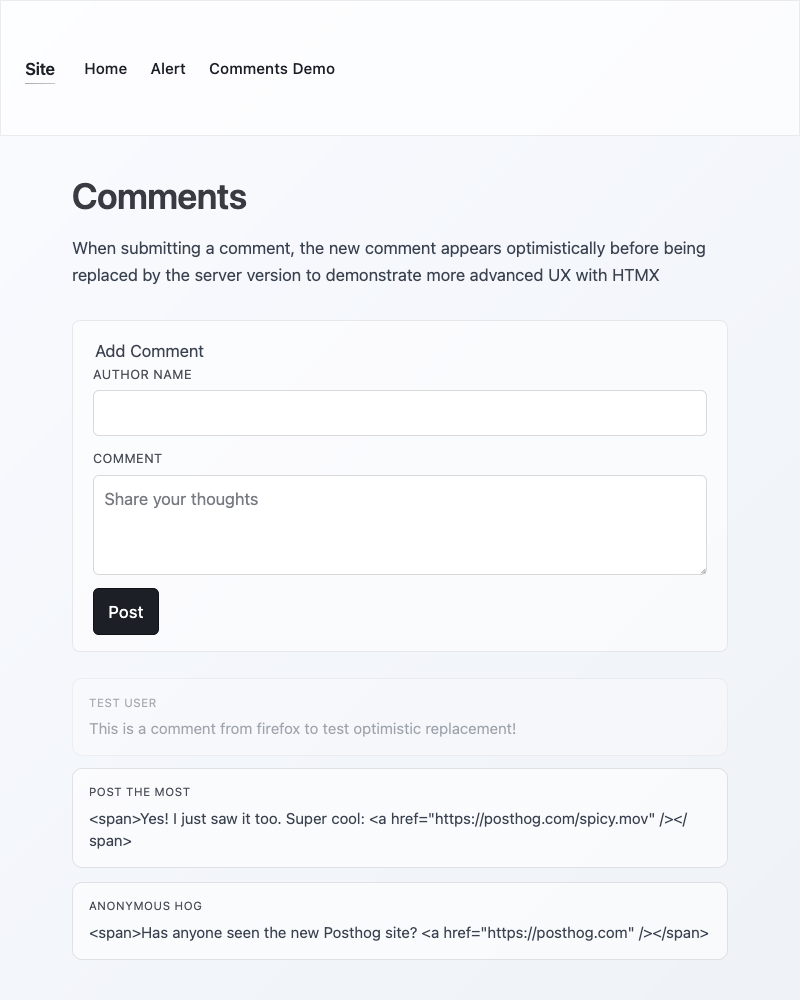 Site Home Alert Comments Demo
Comments
When submitting a comment, the new comment appears optimistically before being
replaced by the server version to demonstrate more advanced UX with HTMX
Add Comment
AUTHOR NAME
COMMENT
Share your thoughts
Post
TEST USER
This is a comment from firefox to test optimistic replacement!
POST THE MOST
<span>Yes! I just saw it too. Super cool: <a href="https://posthog.com/spicy.mov" /></
span>
ANONYMOUS HOG
<span>Has anyone seen the new Posthog site? <a href="https://posthog.com" /></span>